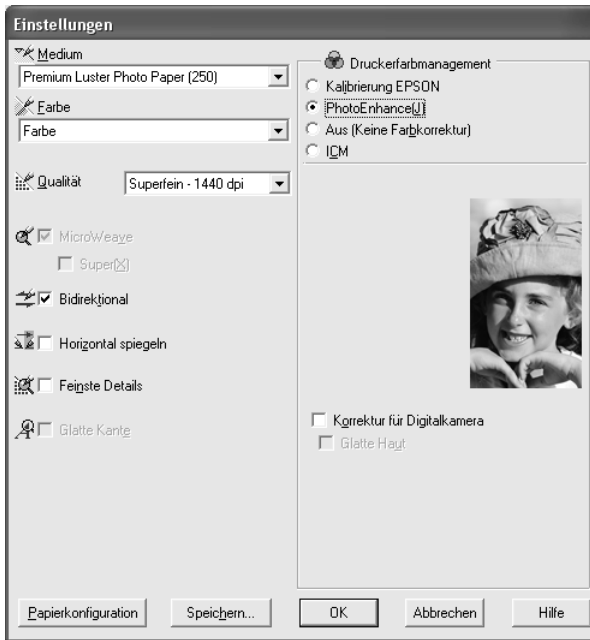 Einstellungen
Medium
Premium Luster Photo Paper (250)
Farbe
Farbe
Qualität
Superfein - 1440 dpi
MicroWeave
Super(X)
Bidirektional
Horizontal spiegeln
Feinste Details
Glatte Kante
Druckerfarbmanagement
Kalibrierung EPSON
PhotoEnhance(J)
Aus (Keine Farbkorrektur)
ICM
Korrektur für Digitalkamera
Glatte Haut
Papierkonfiguration
Speichern...
OK
Abbrechen
Hilfe